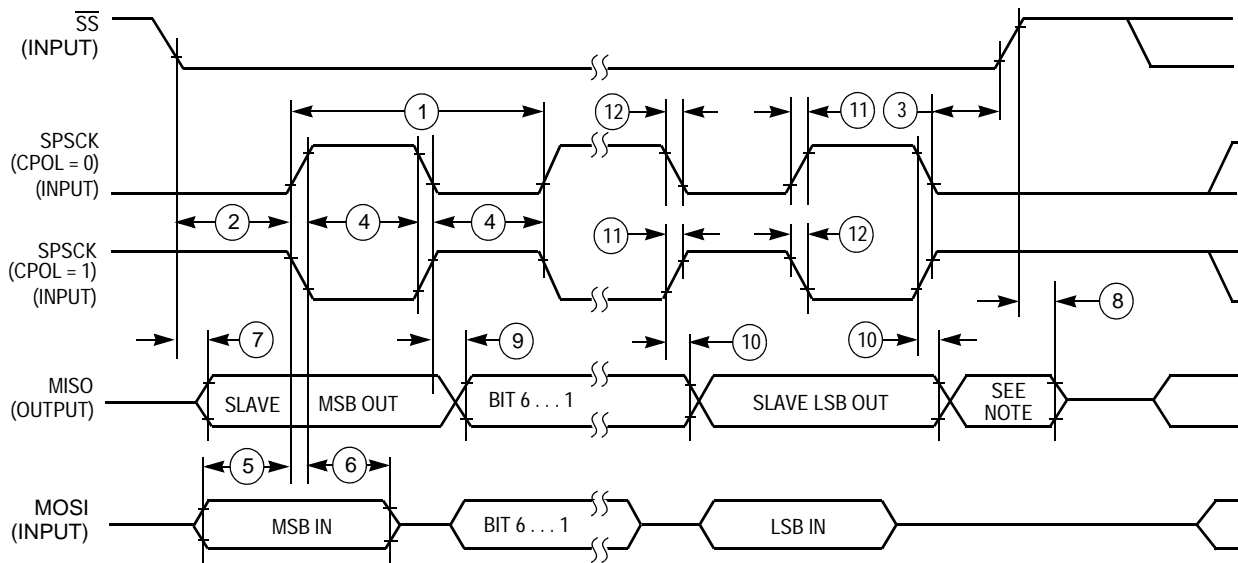 SS
(INPUT)
1
12
11
3
SPSCK
(CPOL = 0)
(INPUT)
2
4
4
SPSCK
(CPOL = 1)
(INPUT)
11
12
8
7
9
10
10
MISO
(OUTPUT)
SLAVE
MSB OUT
BIT 6 . . . 1
SLAVE LSB OUT
SEE
NOTE
5
6
MOSI
(INPUT)
MSB IN
BIT 6 . . . 1
LSB IN